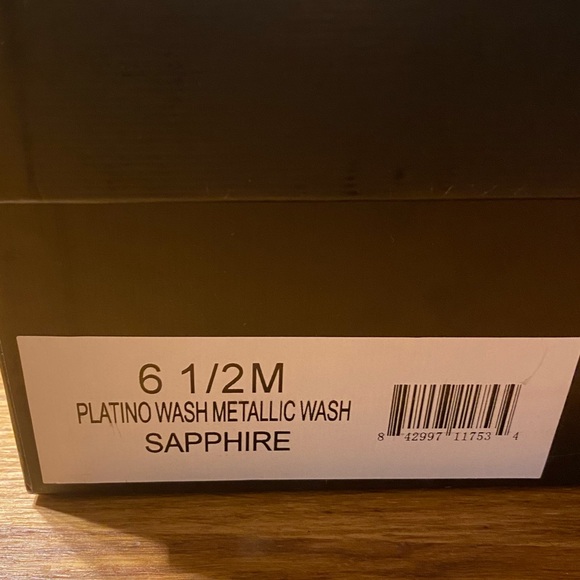 6 1/2M
PLATINO WASH METALLIC WASH
SAPPHIRE
8 42997 11753 4